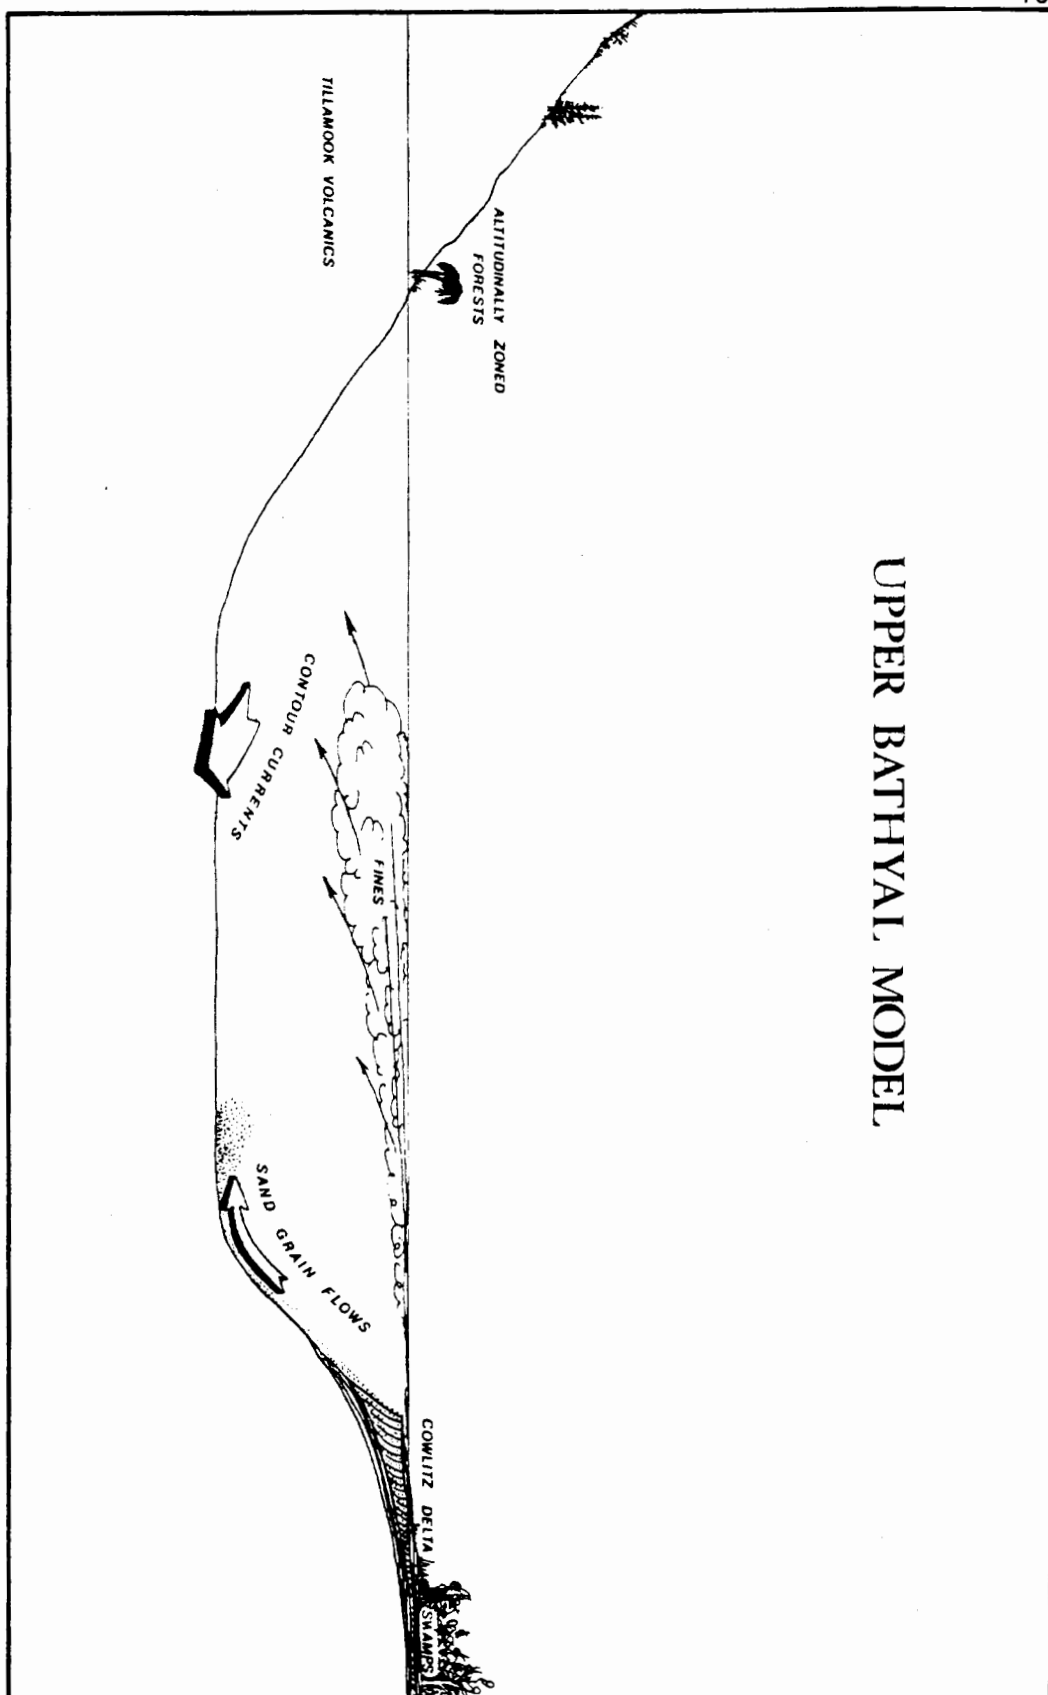 UPPER BATHYAL MODEL
ALTITUDINALLY ZONED
FORESTS
TILLAMOOK VOLCANICS
CONTOUR CURRENTS
FINES
SAND GRAIN FLOWS
COWLITZ DELTA
SWAMPS